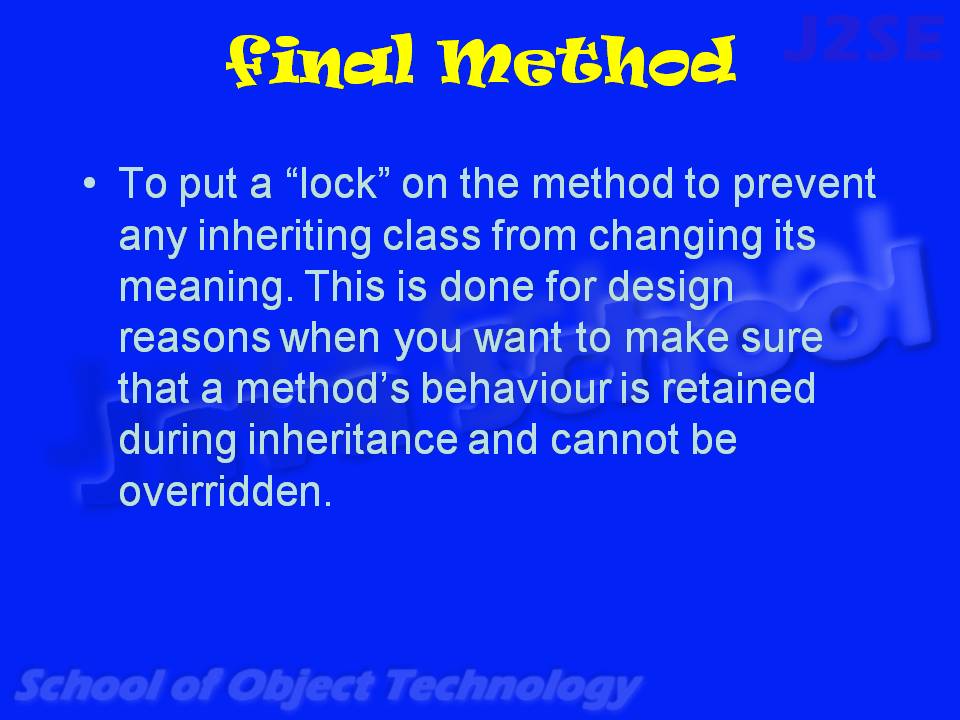 J2SE
final Method
• To put a “lock” on the method to prevent
any inheriting class from changing its
meaning. This is done for design
reasons when you want to make sure
that a method’s behaviour is retained
during inheritance and cannot be
overridden.
School of Object Technology